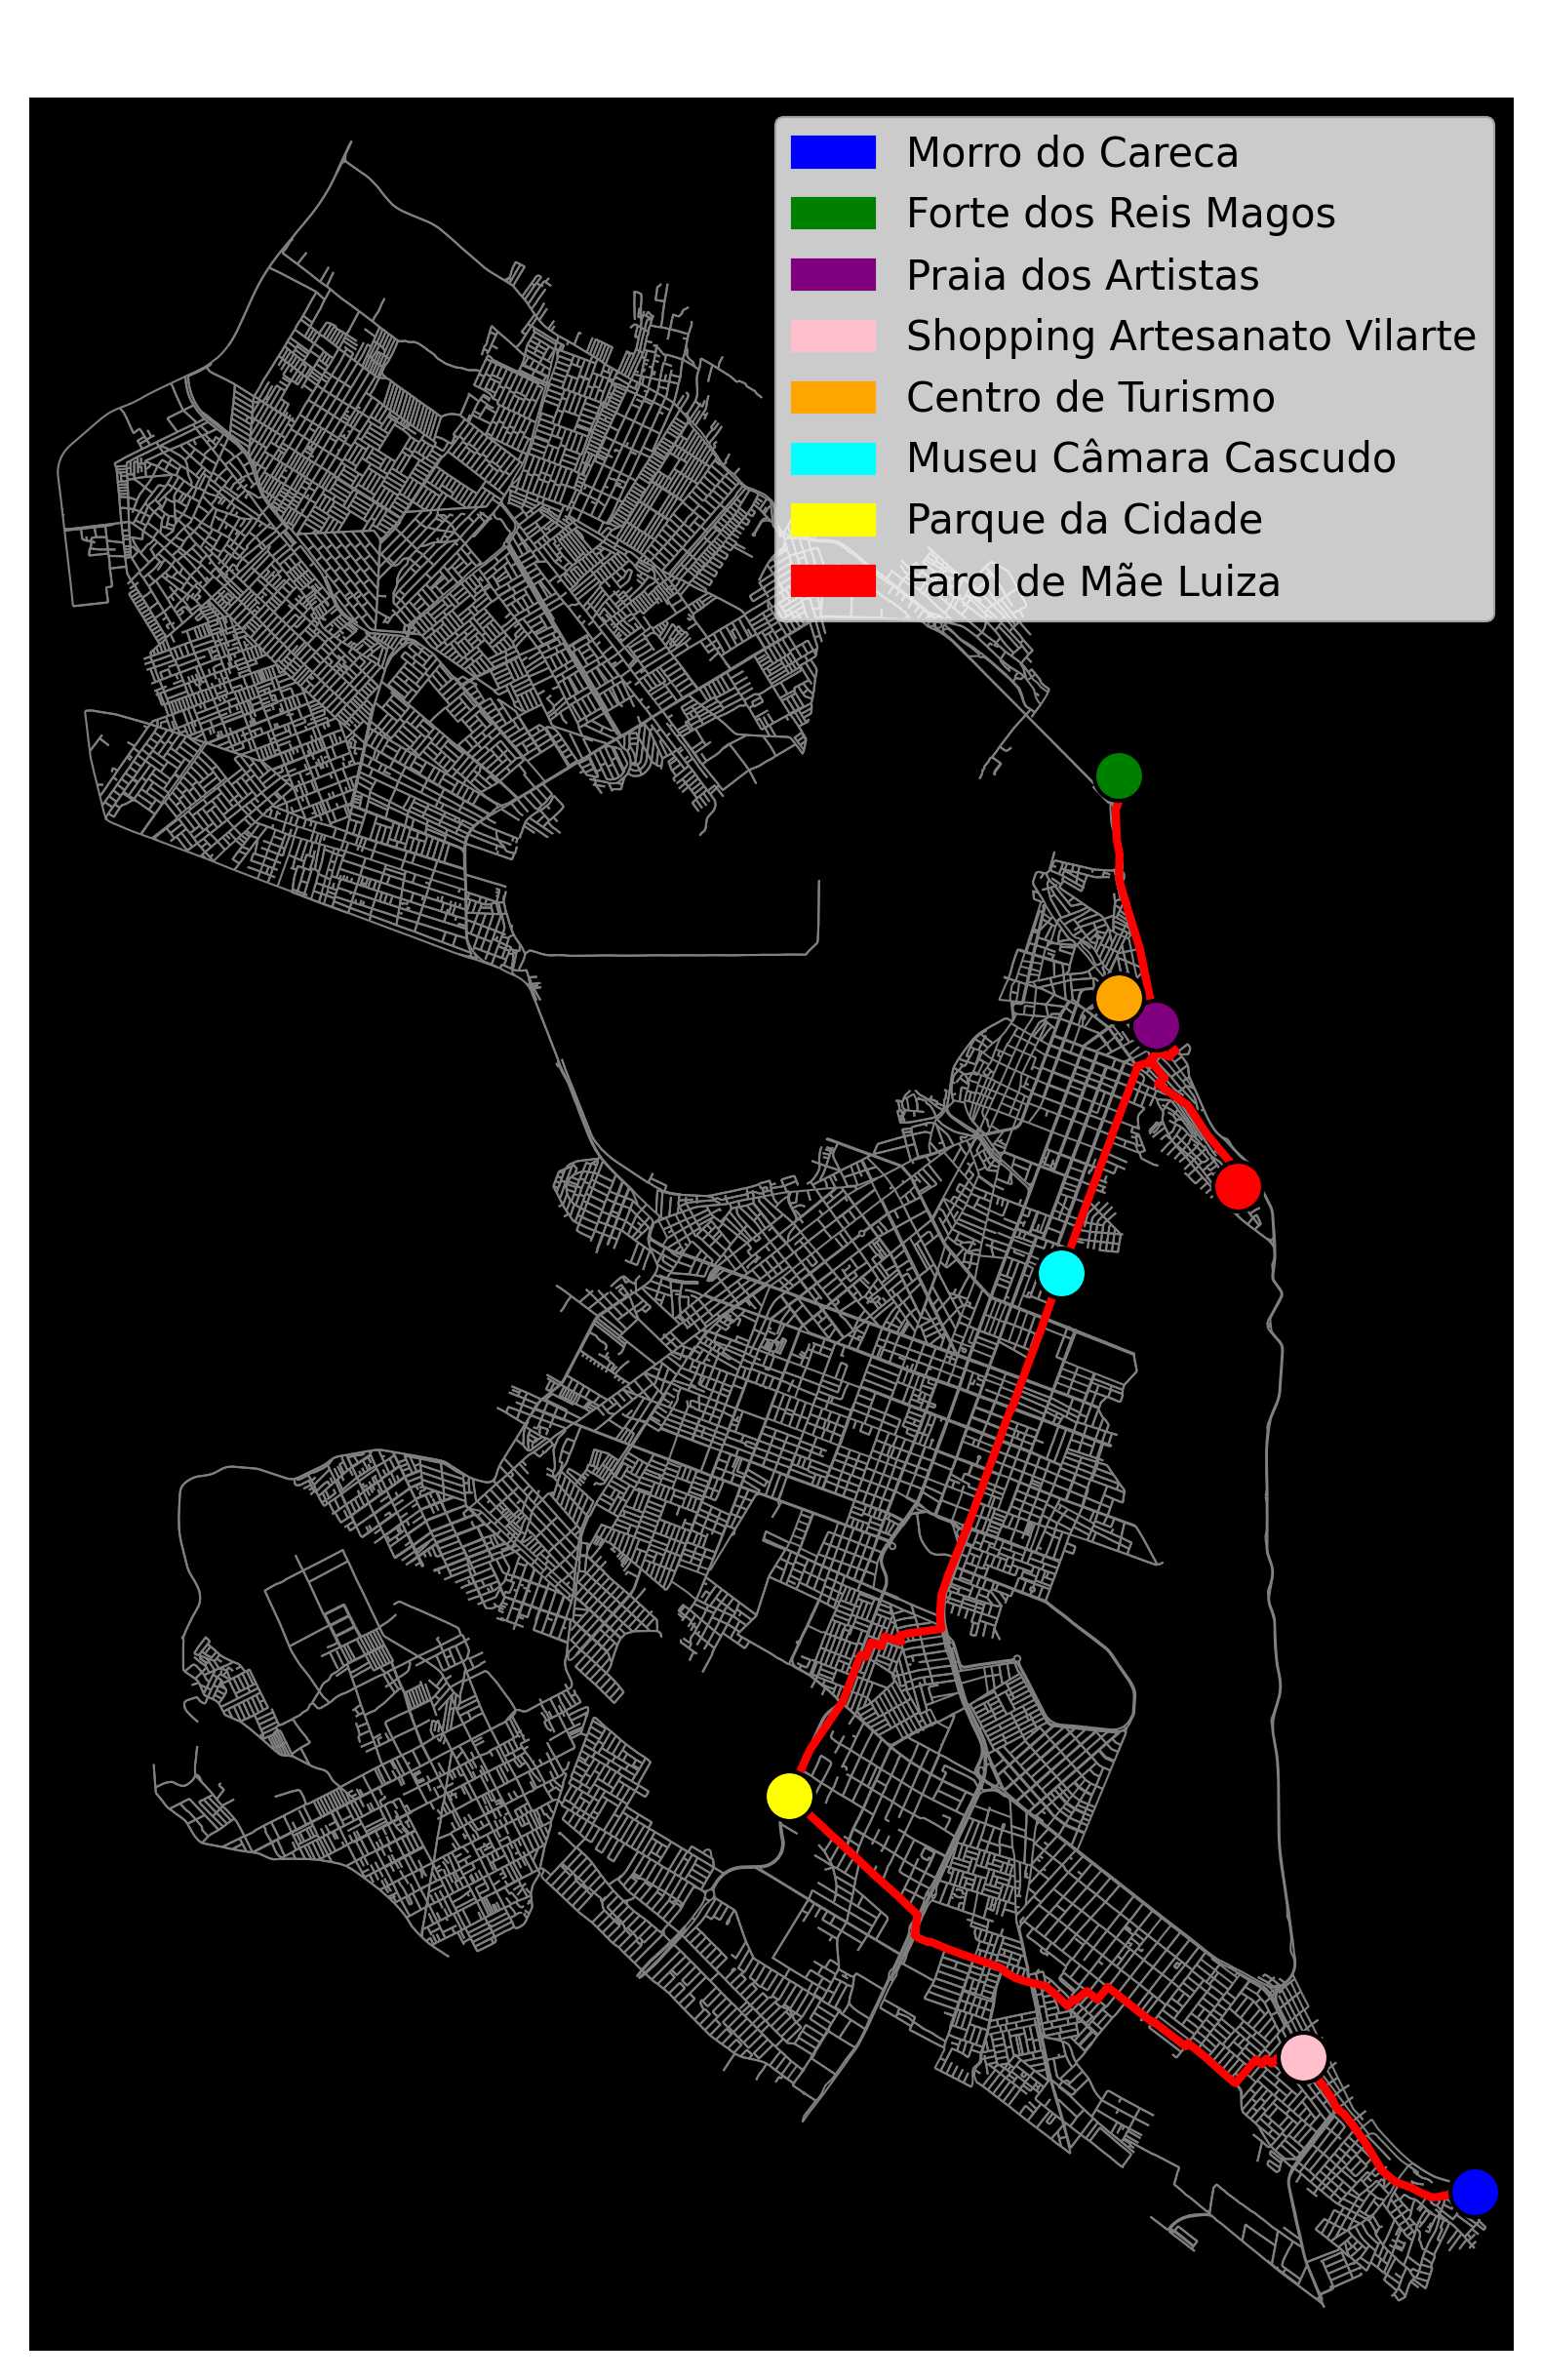 Morro do Careca
Forte dos Reis Magos
Praia dos Artistas
Shopping Artesanato Vilarte
Centro de Turismo
Museu Câmara Cascudo
Parque da Cidade
Farol de Mãe Luiza